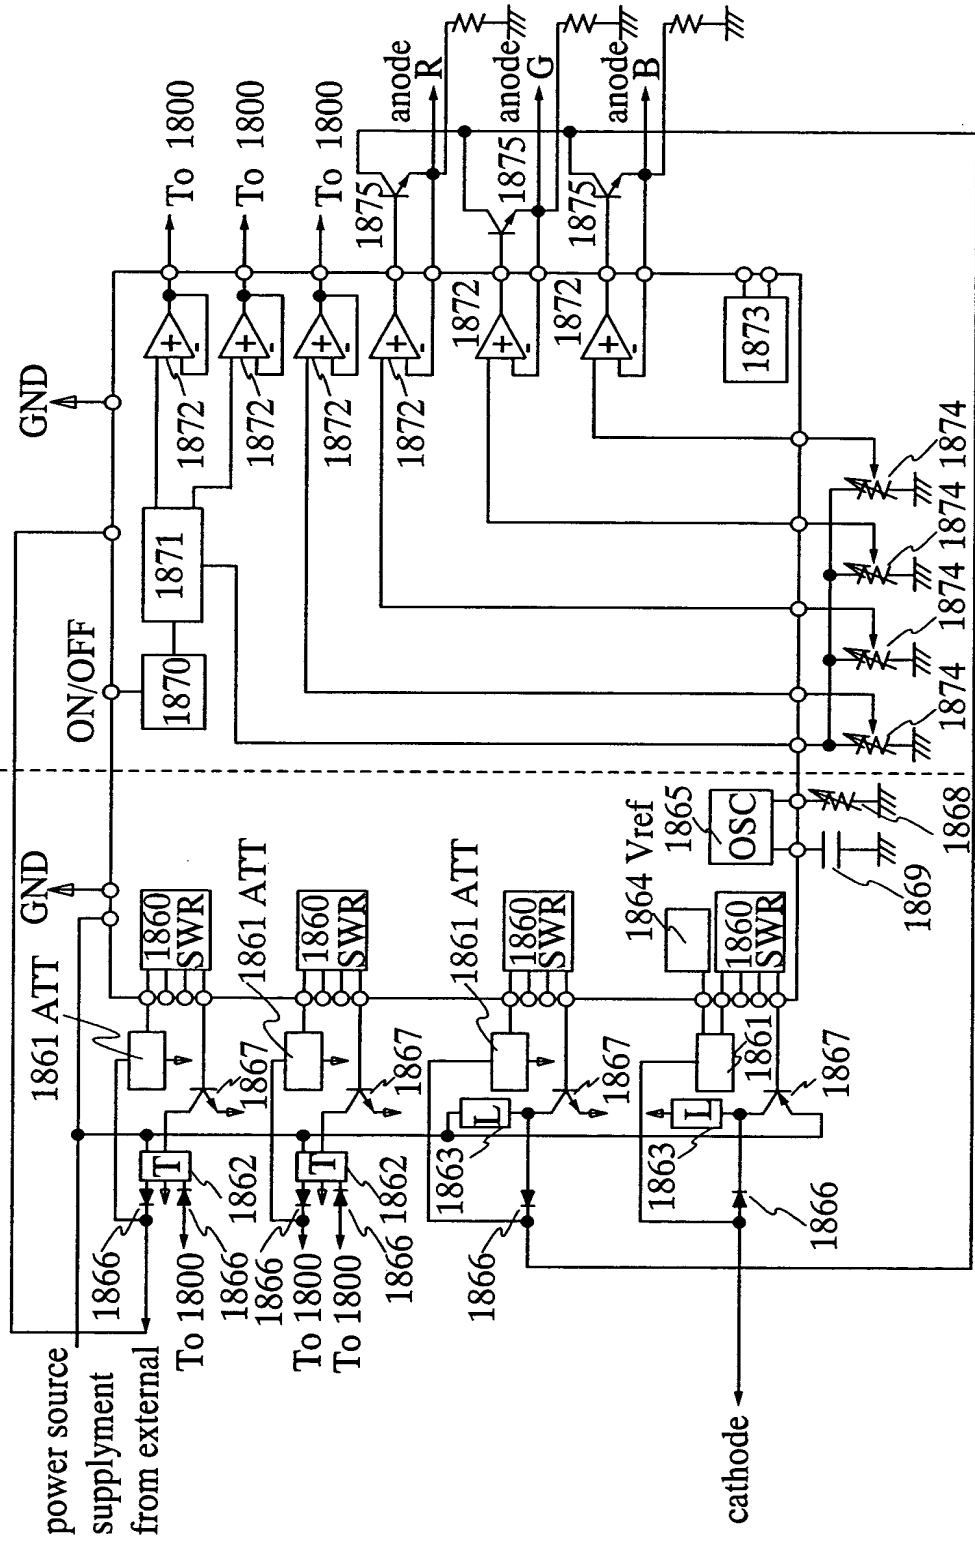 power source
supplyment
from external
GND
GND
ON/OFF
1861 ATT
1866
To 1800
1862
T
1866
1867
1860
SWR
1870
1871
1872
To 1800
1866
To 1800
To 1800
T
1862
1866
1867
1861 ATT
1860
SWR
1872
To 1800
1872
To 1800
1872
1875
anode
R
1866
1863
L
1867
1861 ATT
1860
SWR
1872
1875
anode
G
1872
1875
anode
B
cathode
1866
1863
L
1861
1867
1864 Vref
1860
SWR
1865
OSC
1873
1869
1868
1874
1874
1874
1874
+
-
+
-
+
-
+
-
+
-
+
-